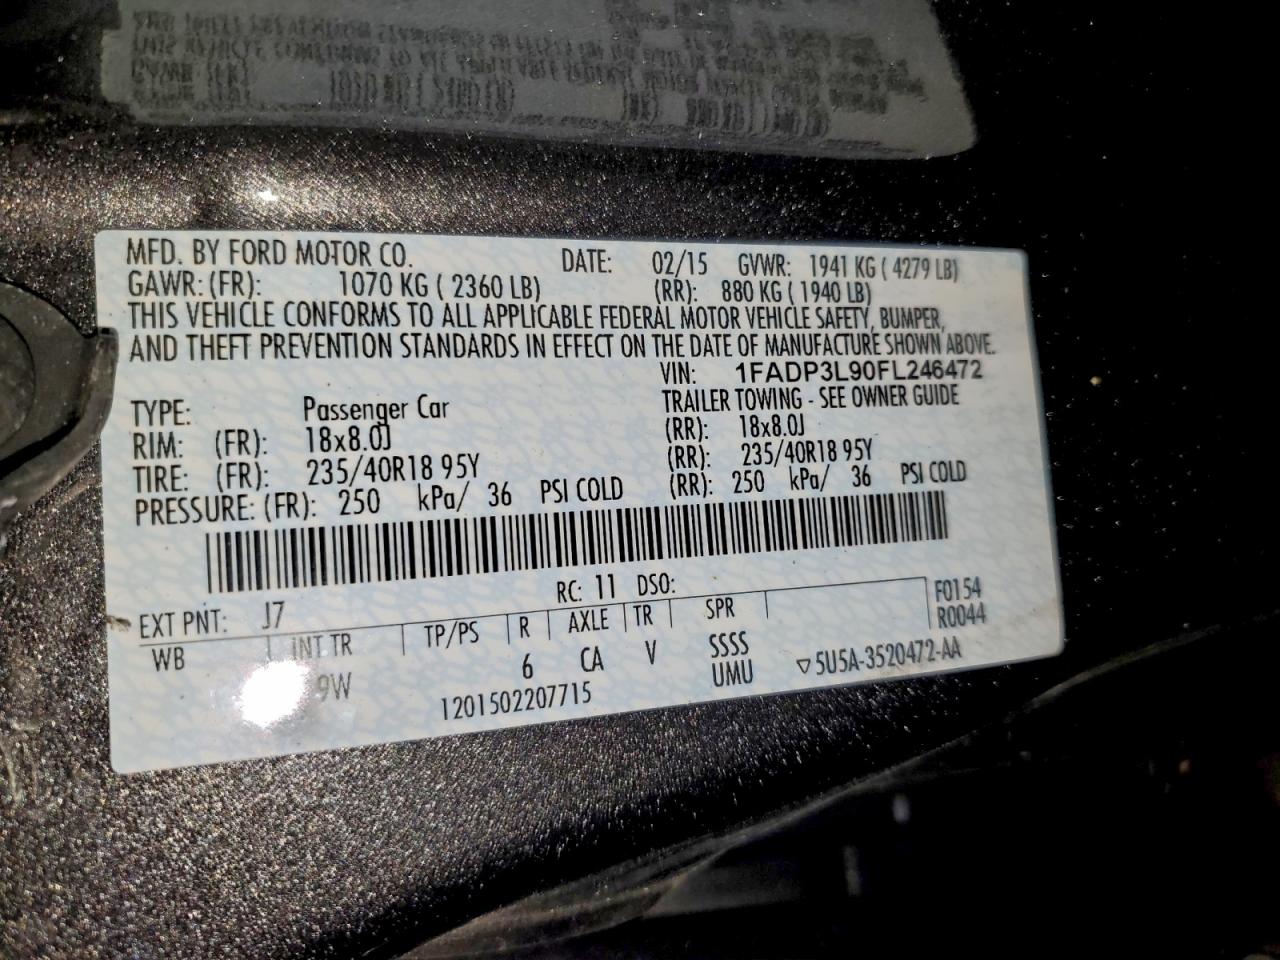 MFD. BY FORD MOTOR CO. DATE: 02/15 GVWR: 1941 KG ( 4279 LB)
GAWR: (FR): 1070 KG ( 2360 LB) (RR): 880 KG ( 1940 LB)
THIS VEHICLE CONFORMS TO ALL APPLICABLE FEDERAL MOTOR VEHICLE SAFETY, BUMPER,
AND THEFT PREVENTION STANDARDS IN EFFECT ON THE DATE OF MANUFACTURE SHOWN ABOVE.
VIN: 1FADP3L90FL246472
TYPE: Passenger Car TRAILER TOWING - SEE OWNER GUIDE
RIM: (FR): 18x8.0J (RR): 18x8.0J
TIRE: (FR): 235/40R18 95Y (RR): 235/40R18 95Y
PRESSURE: (FR): 250 kPa/ 36 PSI COLD (RR): 250 kPa/ 36 PSI COLD
RC: 11 DSO:
EXT PNT: J7 F0154
R0044
WB INT TR TP/PS R AXLE TR SPR
9W 6 CA V SSSS
UMU
1201502207715 ▽5U5A-3520472-AA